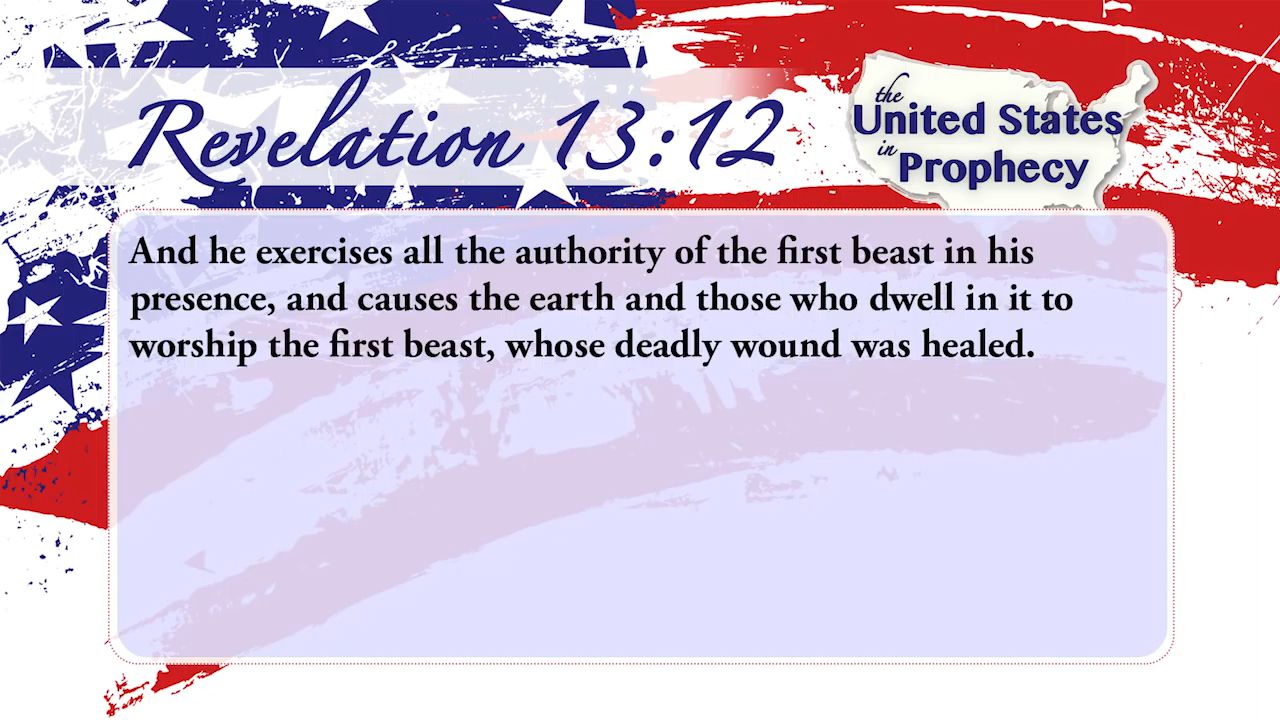 Revelation 13:12
the
United States
in Prophecy
And he exercises all the authority of the first beast in his
presence, and causes the earth and those who dwell in it to
worship the first beast, whose deadly wound was healed.